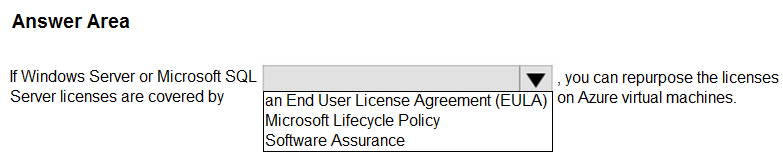 Answer Area
If Windows Server or Microsoft SQL
Server licenses are covered by
an End User License Agreement (EULA)
Microsoft Lifecycle Policy
Software Assurance
, you can repurpose the licenses
on Azure virtual machines.